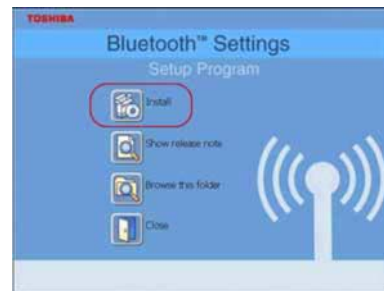 TOSHIBA
Bluetooth™ Settings
Setup Program
Install
Show release note
Browse this folder
Close